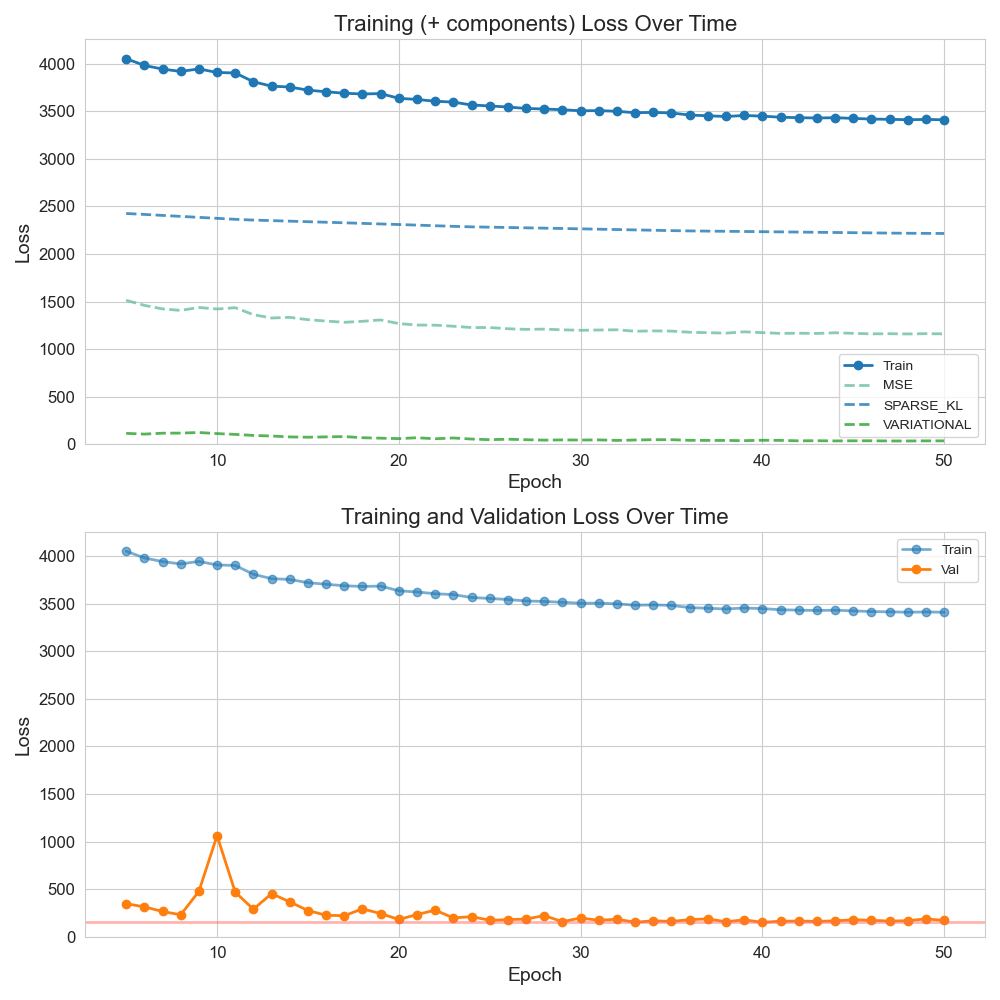 Training (+ components) Loss Over Time
Loss
4000
3500
3000
2500
2000
1500
1000
500
0
Train
MSE
SPARSE_KL
VARIATIONAL
10 20 30 40 50
Epoch
Training and Validation Loss Over Time
Loss
4000
3500
3000
2500
2000
1500
1000
500
0
Train
Val
10 20 30 40 50
Epoch